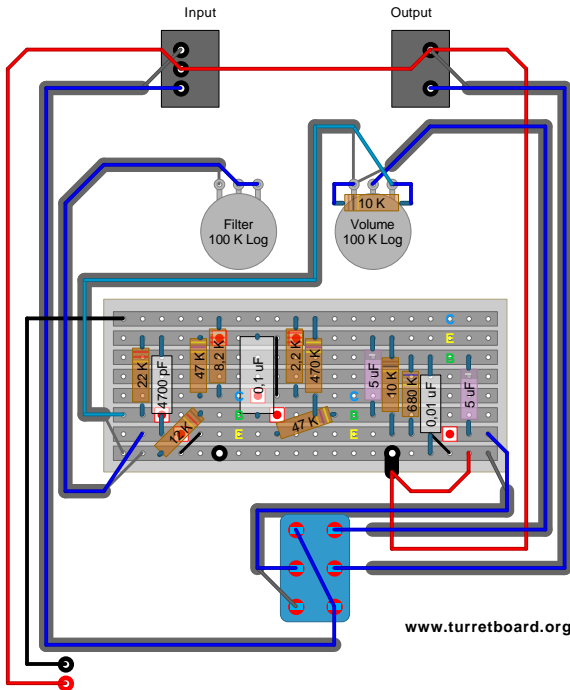 Input
Output
Filter
100 K Log
10 K
Volume
100 K Log
22 K
4700 pF
47 K
8,2 K
0,1 uF
2,2 K
470 K
5 uF
10 K
680 K
0,01 uF
5 uF
C
E
B
C
B
E
C
B
E
12 K
47 K
www.turretboard.org